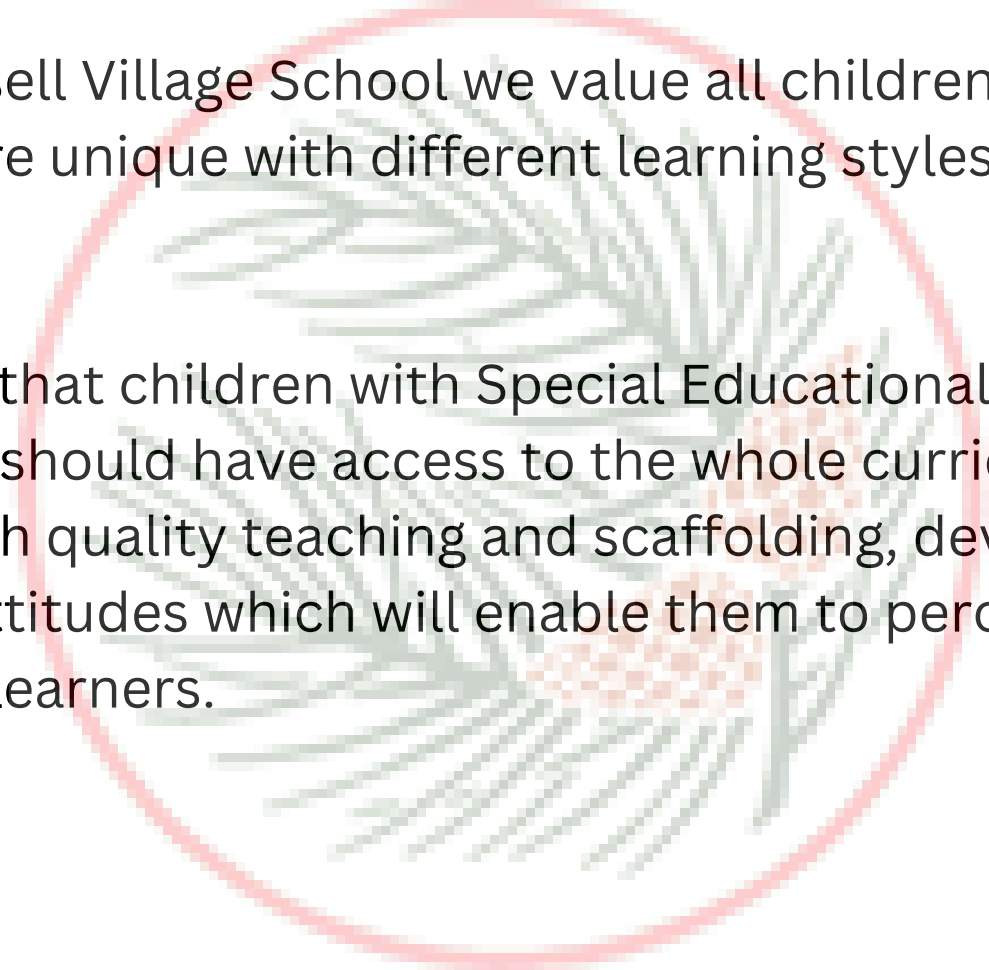 ell Village School we value all children
re unique with different learning styles
that children with Special Educational
should have access to the whole curri
h quality teaching and scaffolding, dev
titudes which will enable them to perc
earners.